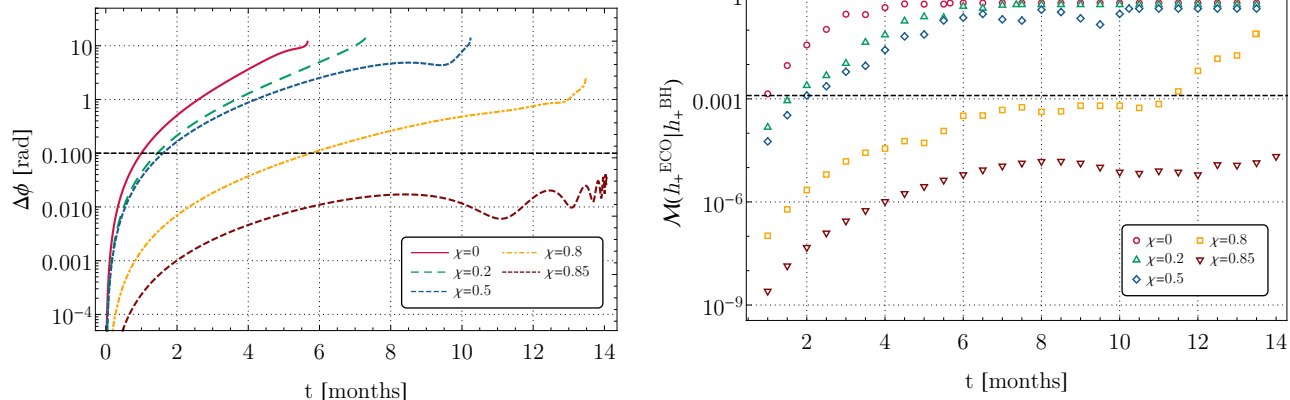 10
1
0.100
0.010
0.001
10⁻⁴
Δϕ [rad]
0 2 4 6 8 10 12 14
t [months]
χ=0 χ=0.8
χ=0.2 χ=0.85
χ=0.5
1
0.001
10⁻⁶
10⁻⁹
ℳ(h₊ᴱᶜᴼ|h₊ᴮᴴ)
2 4 6 8 10 12 14
t [months]
χ=0 χ=0.8
χ=0.2 χ=0.85
χ=0.5